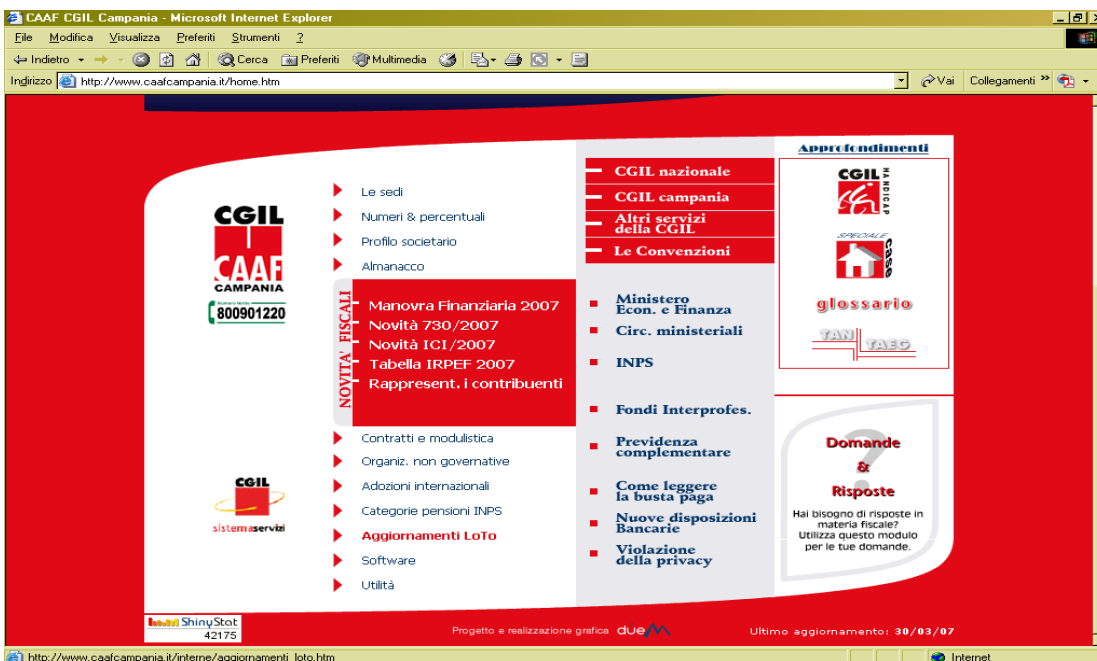 CAAF CGIL Campania - Microsoft Internet Explorer
File Modifica Visualizza Preferiti Strumenti ?
Indietro Cerca Preferiti Multimedia
Indirizzo http://www.caafcampania.it/home.htm Vai Collegamenti »
CGIL
CAAF
CAMPANIA
Numero Verde
800901220
CGIL
sistemaservizi
Le sedi
Numeri & percentuali
Profilo societario
Almanacco
NOVITA' FISCALI
Manovra Finanziaria 2007
Novità 730/2007
Novità ICI/2007
Tabella IRPEF 2007
Rappresent. i contribuenti
Contratti e modulistica
Organiz. non governative
Adozioni internazionali
Categorie pensioni INPS
Aggiornamenti LoTo
Software
Utilità
CGIL nazionale
CGIL campania
Altri servizi
della CGIL
Le Convenzioni
Ministero
Econ. e Finanza
Circ. ministeriali
INPS
Fondi Interprofes.
Previdenza
complementare
Come leggere
la busta paga
Nuove disposizioni
Bancarie
Violazione
della privacy
Approfondimenti
CGIL
HANDICAP
SPECIALE
case
glossario
TAN
TAEG
Domande
&
Risposte
?
Hai bisogno di risposte in
materia fiscale?
Utilizza questo modulo
per le tue domande.
ShinyStat
42175
Progetto e realizzazione grafica düe M
Ultimo aggiornamento: 30/03/07
http://www.caafcampania.it/interne/aggiornamenti_loto.htm Internet